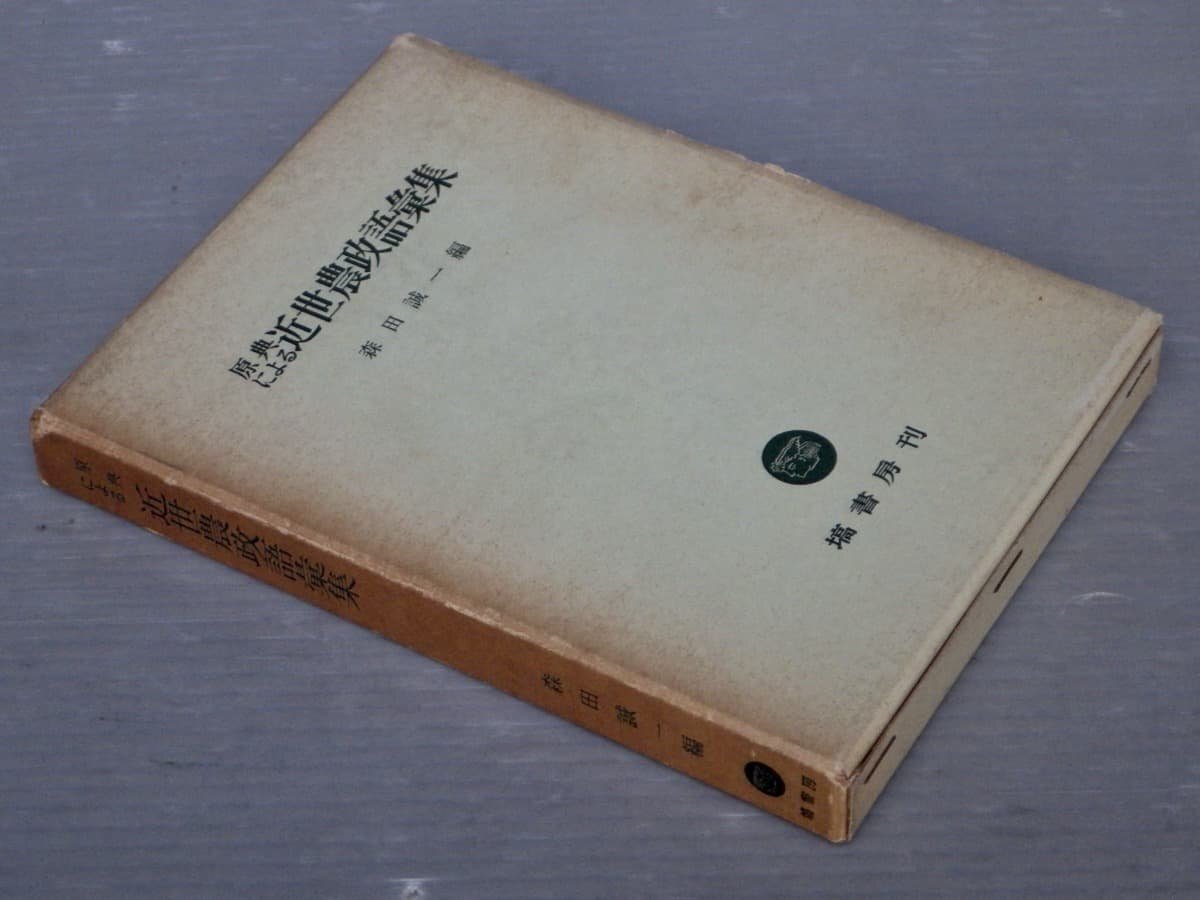 原典
による
近世農政語彙集
森田誠一編
塙書房刊
原典
による
近世農政語彙集
森田誠一編
塙書房